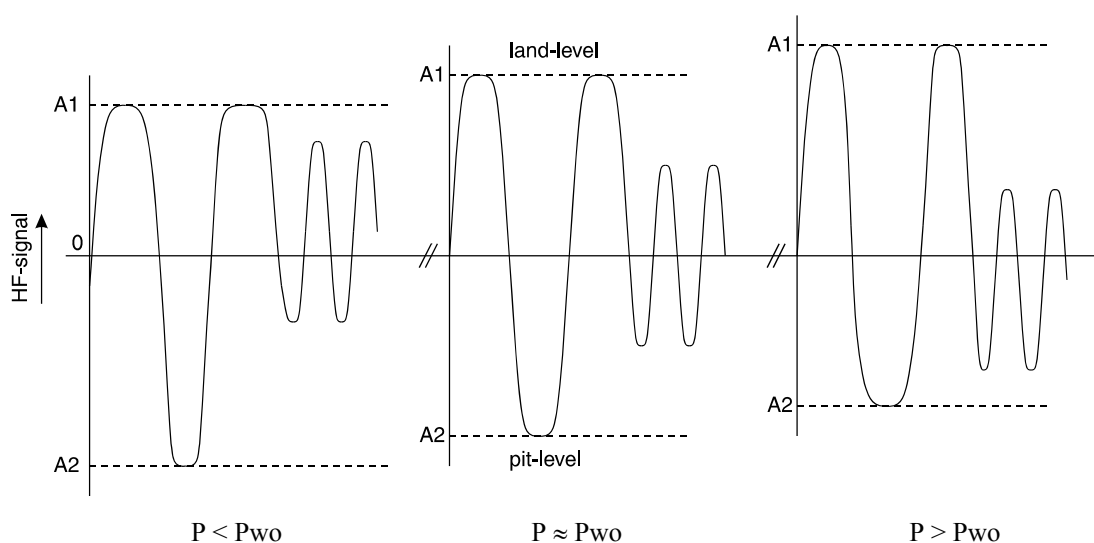 A1
land-level
A1
A1
HF-signal
0
A2
A2
pit-level
A2
P < Pwo
P ≈ Pwo
P > Pwo